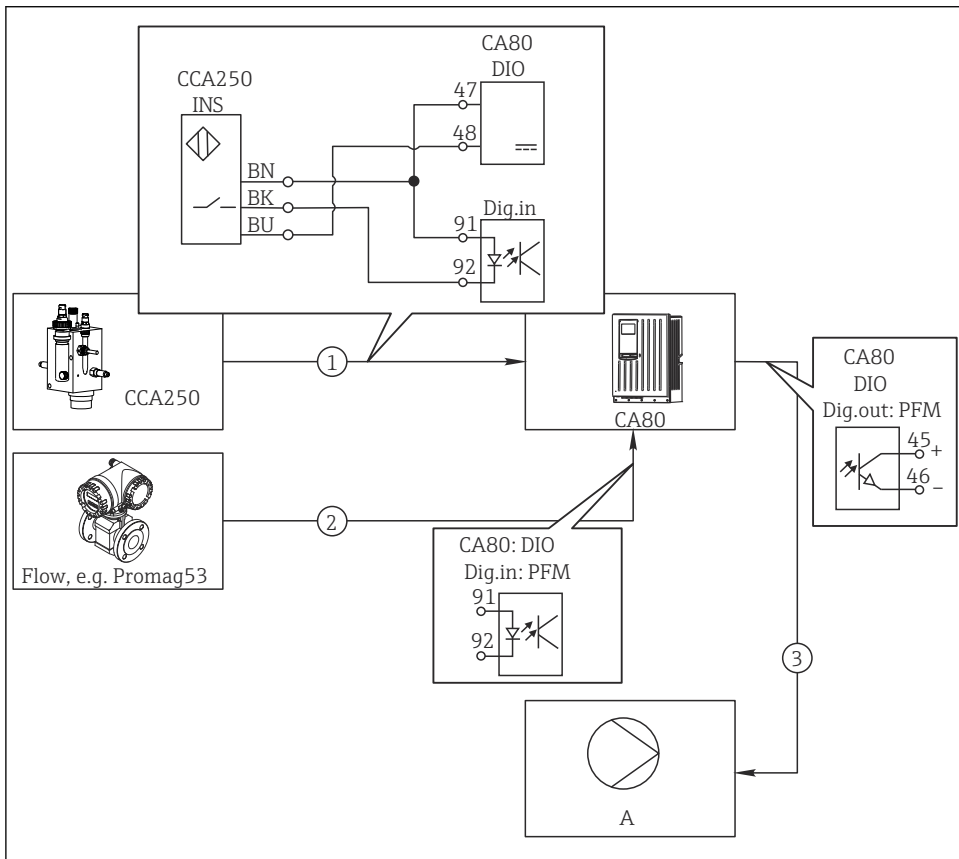 CA80
DIO
CCA250
INS
47
48
BN
BK
BU
Dig.in
91
92
CCA250
1
CA80
CA80
DIO
Dig.out: PFM
45
+
46
–
Flow, e.g. Promag53
2
CA80: DIO
Dig.in: PFM
91
92
3
A